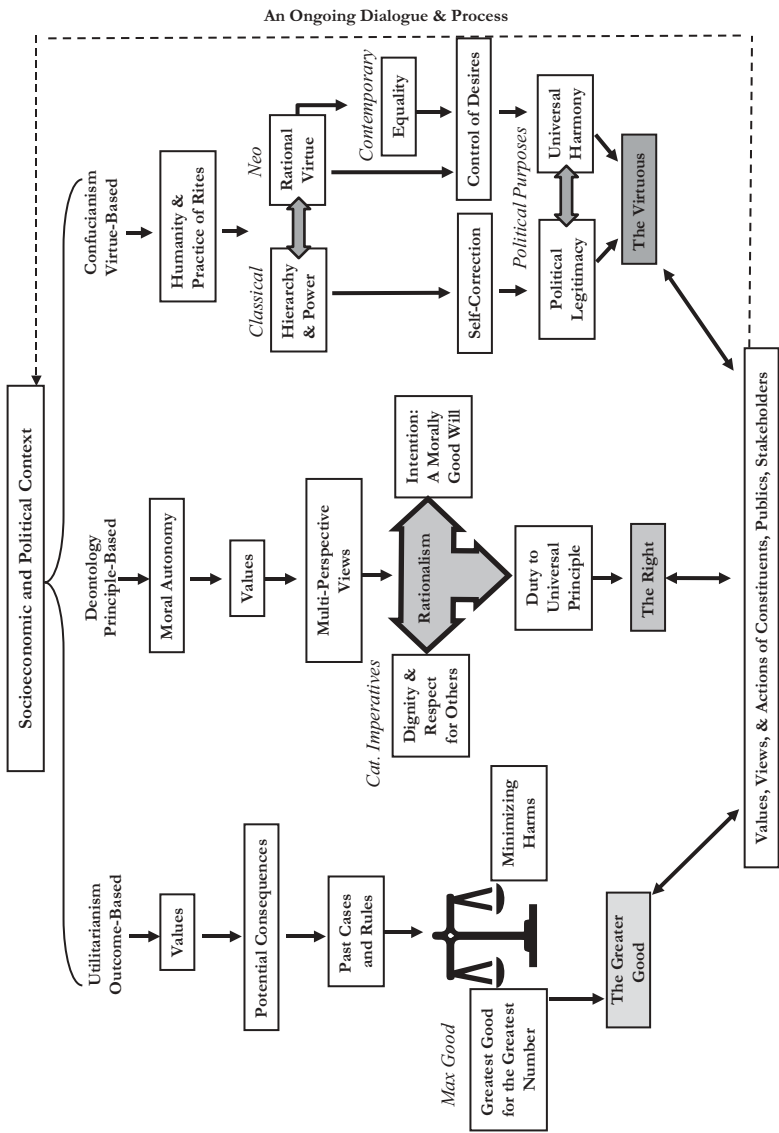 An Ongoing Dialogue & Process
Socioeconomic and Political Context
Utilitarianism
Outcome-Based
Values
Potential Consequences
Past Cases
and Rules
Max Good
Greatest Good
for the Greatest
Number
Minimizing
Harms
The Greater
Good
Deontology
Principle-Based
Moral Autonomy
Values
Multi-Perspective
Views
Cat. Imperatives
Dignity &
Respect
for Others
Rationalism
Intention:
A Morally
Good Will
Duty to
Universal
Principle
The Right
Confucianism
Virtue-Based
Humanity &
Practice of Rites
Classical
Hierarchy
& Power
Neo
Rational
Virtue
Contemporary
Equality
Self-Correction
Control of Desires
Political Purposes
Political
Legitimacy
Universal
Harmony
The Virtuous
Values, Views, & Actions of Constituents, Publics, Stakeholders